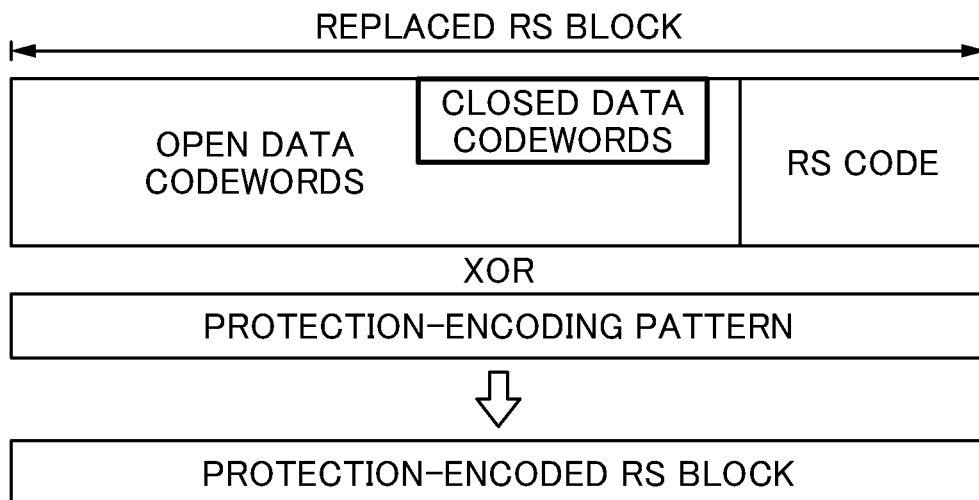 REPLACED RS BLOCK
CLOSED DATA
CODEWORDS
OPEN DATA
CODEWORDS
RS CODE
XOR
PROTECTION-ENCODING PATTERN
PROTECTION-ENCODED RS BLOCK